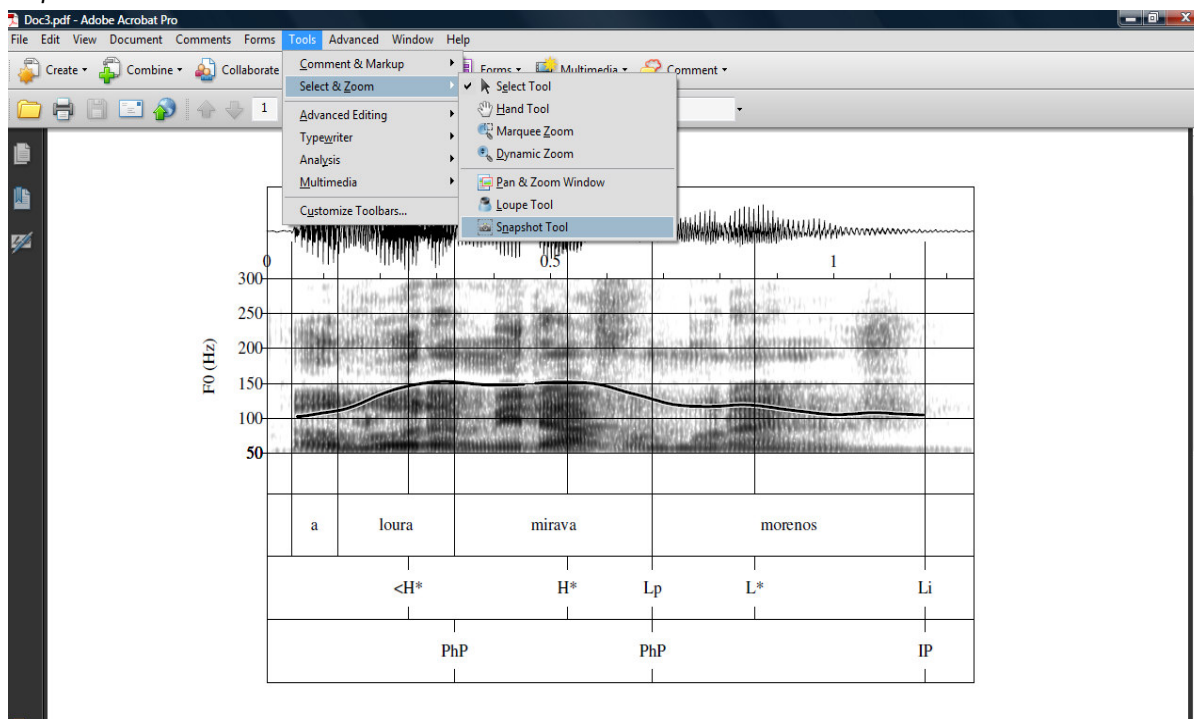 Doc3.pdf - Adobe Acrobat Pro
File Edit View Document Comments Forms Tools Advanced Window Help
Create Combine Collaborate Forms Multimedia Comment
1
Comment & Markup
Select & Zoom
Advanced Editing
Typewriter
Analysis
Multimedia
Customize Toolbars...
Select Tool
Hand Tool
Marquee Zoom
Dynamic Zoom
Pan & Zoom Window
Loupe Tool
Snapshot Tool
0 0.5 1
300
250
200
150
100
50
F0 (Hz)
a loura mirava morenos
<H* H* Lp L* Li
PhP PhP IP